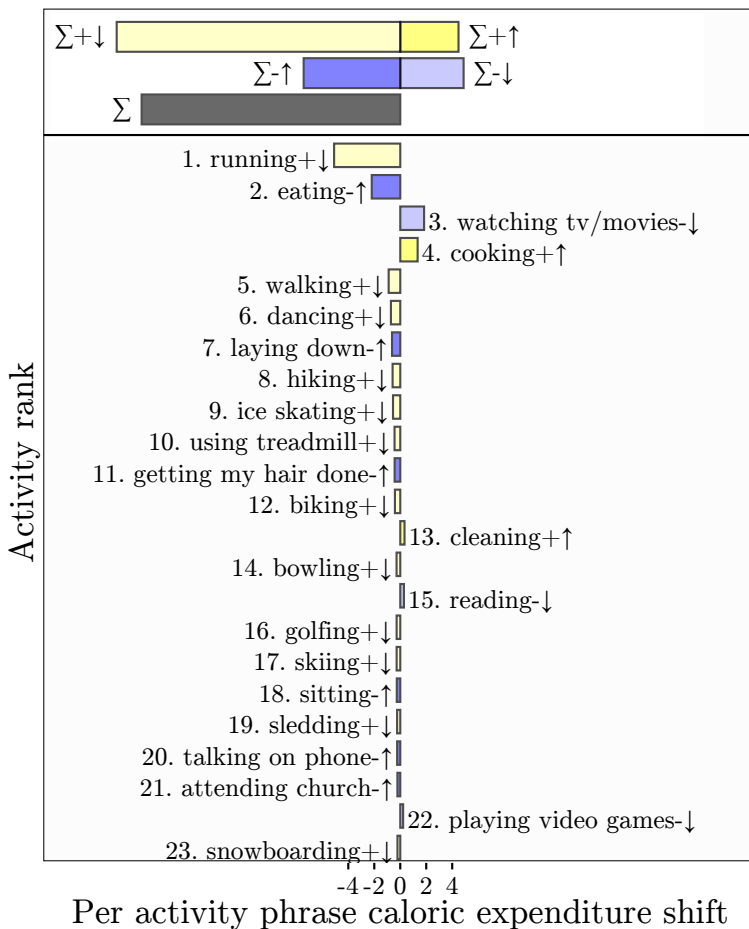 ∑+↓ ∑+↑
∑-↑ ∑-↓
∑
1. running+↓
2. eating-↑
3. watching tv/movies-↓
4. cooking+↑
5. walking+↓
6. dancing+↓
7. laying down-↑
8. hiking+↓
9. ice skating+↓
10. using treadmill+↓
11. getting my hair done-↑
12. biking+↓
13. cleaning+↑
14. bowling+↓
15. reading-↓
16. golfing+↓
17. skiing+↓
18. sitting-↑
19. sledding+↓
20. talking on phone-↑
21. attending church-↑
22. playing video games-↓
23. snowboarding+↓
Activity rank
-4 -2 0 2 4
Per activity phrase caloric expenditure shift